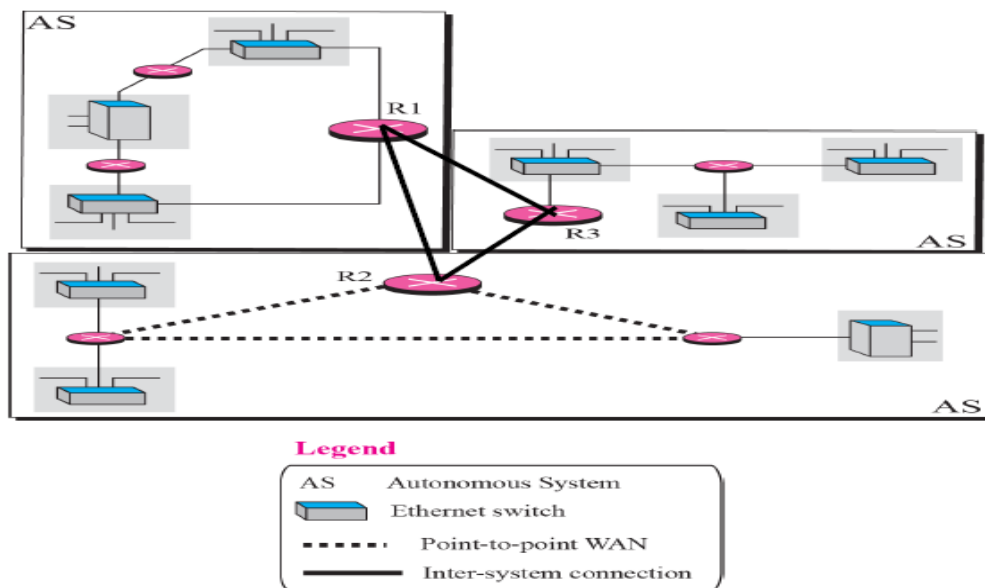 AS
R1
R3
AS
R2
AS
Legend
AS Autonomous System
Ethernet switch
Point-to-point WAN
Inter-system connection